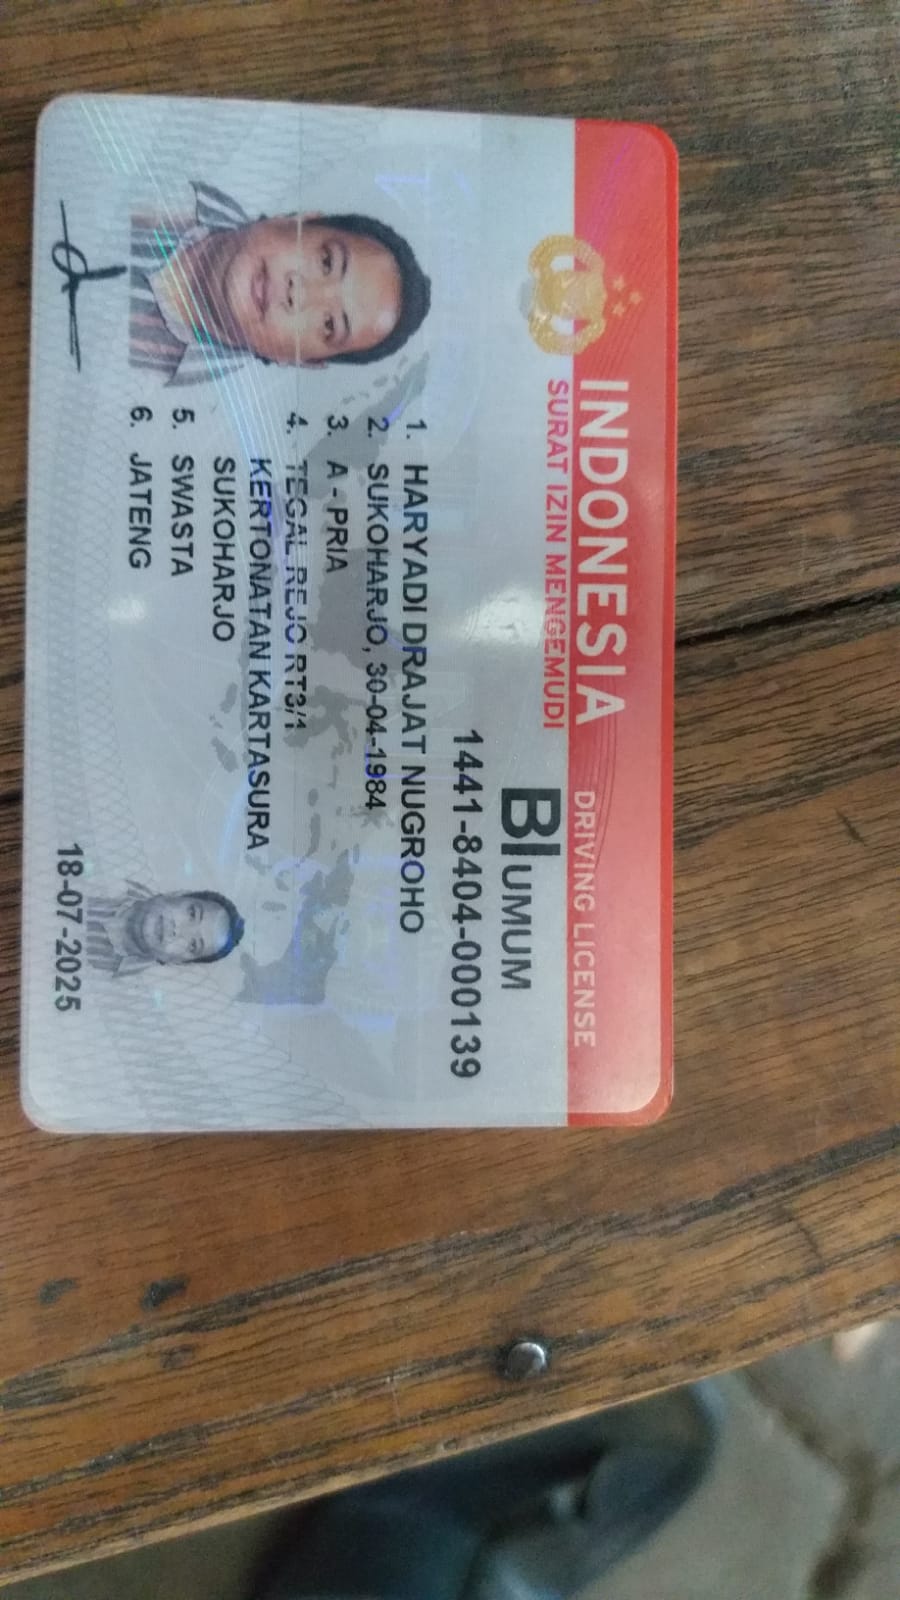 INDONESIA DRIVING LICENSE
SURAT IZIN MENGEMUDI
BI UMUM
1441-8404-000139
1. HARYADI DRAJAT NUGROHO
2. SUKOHARJO, 30-04-1984
3. A - PRIA
4. TEGAL REJO RT3/1
KERTONATAN KARTASURA
SUKOHARJO
5. SWASTA
6. JATENG
18-07-2025